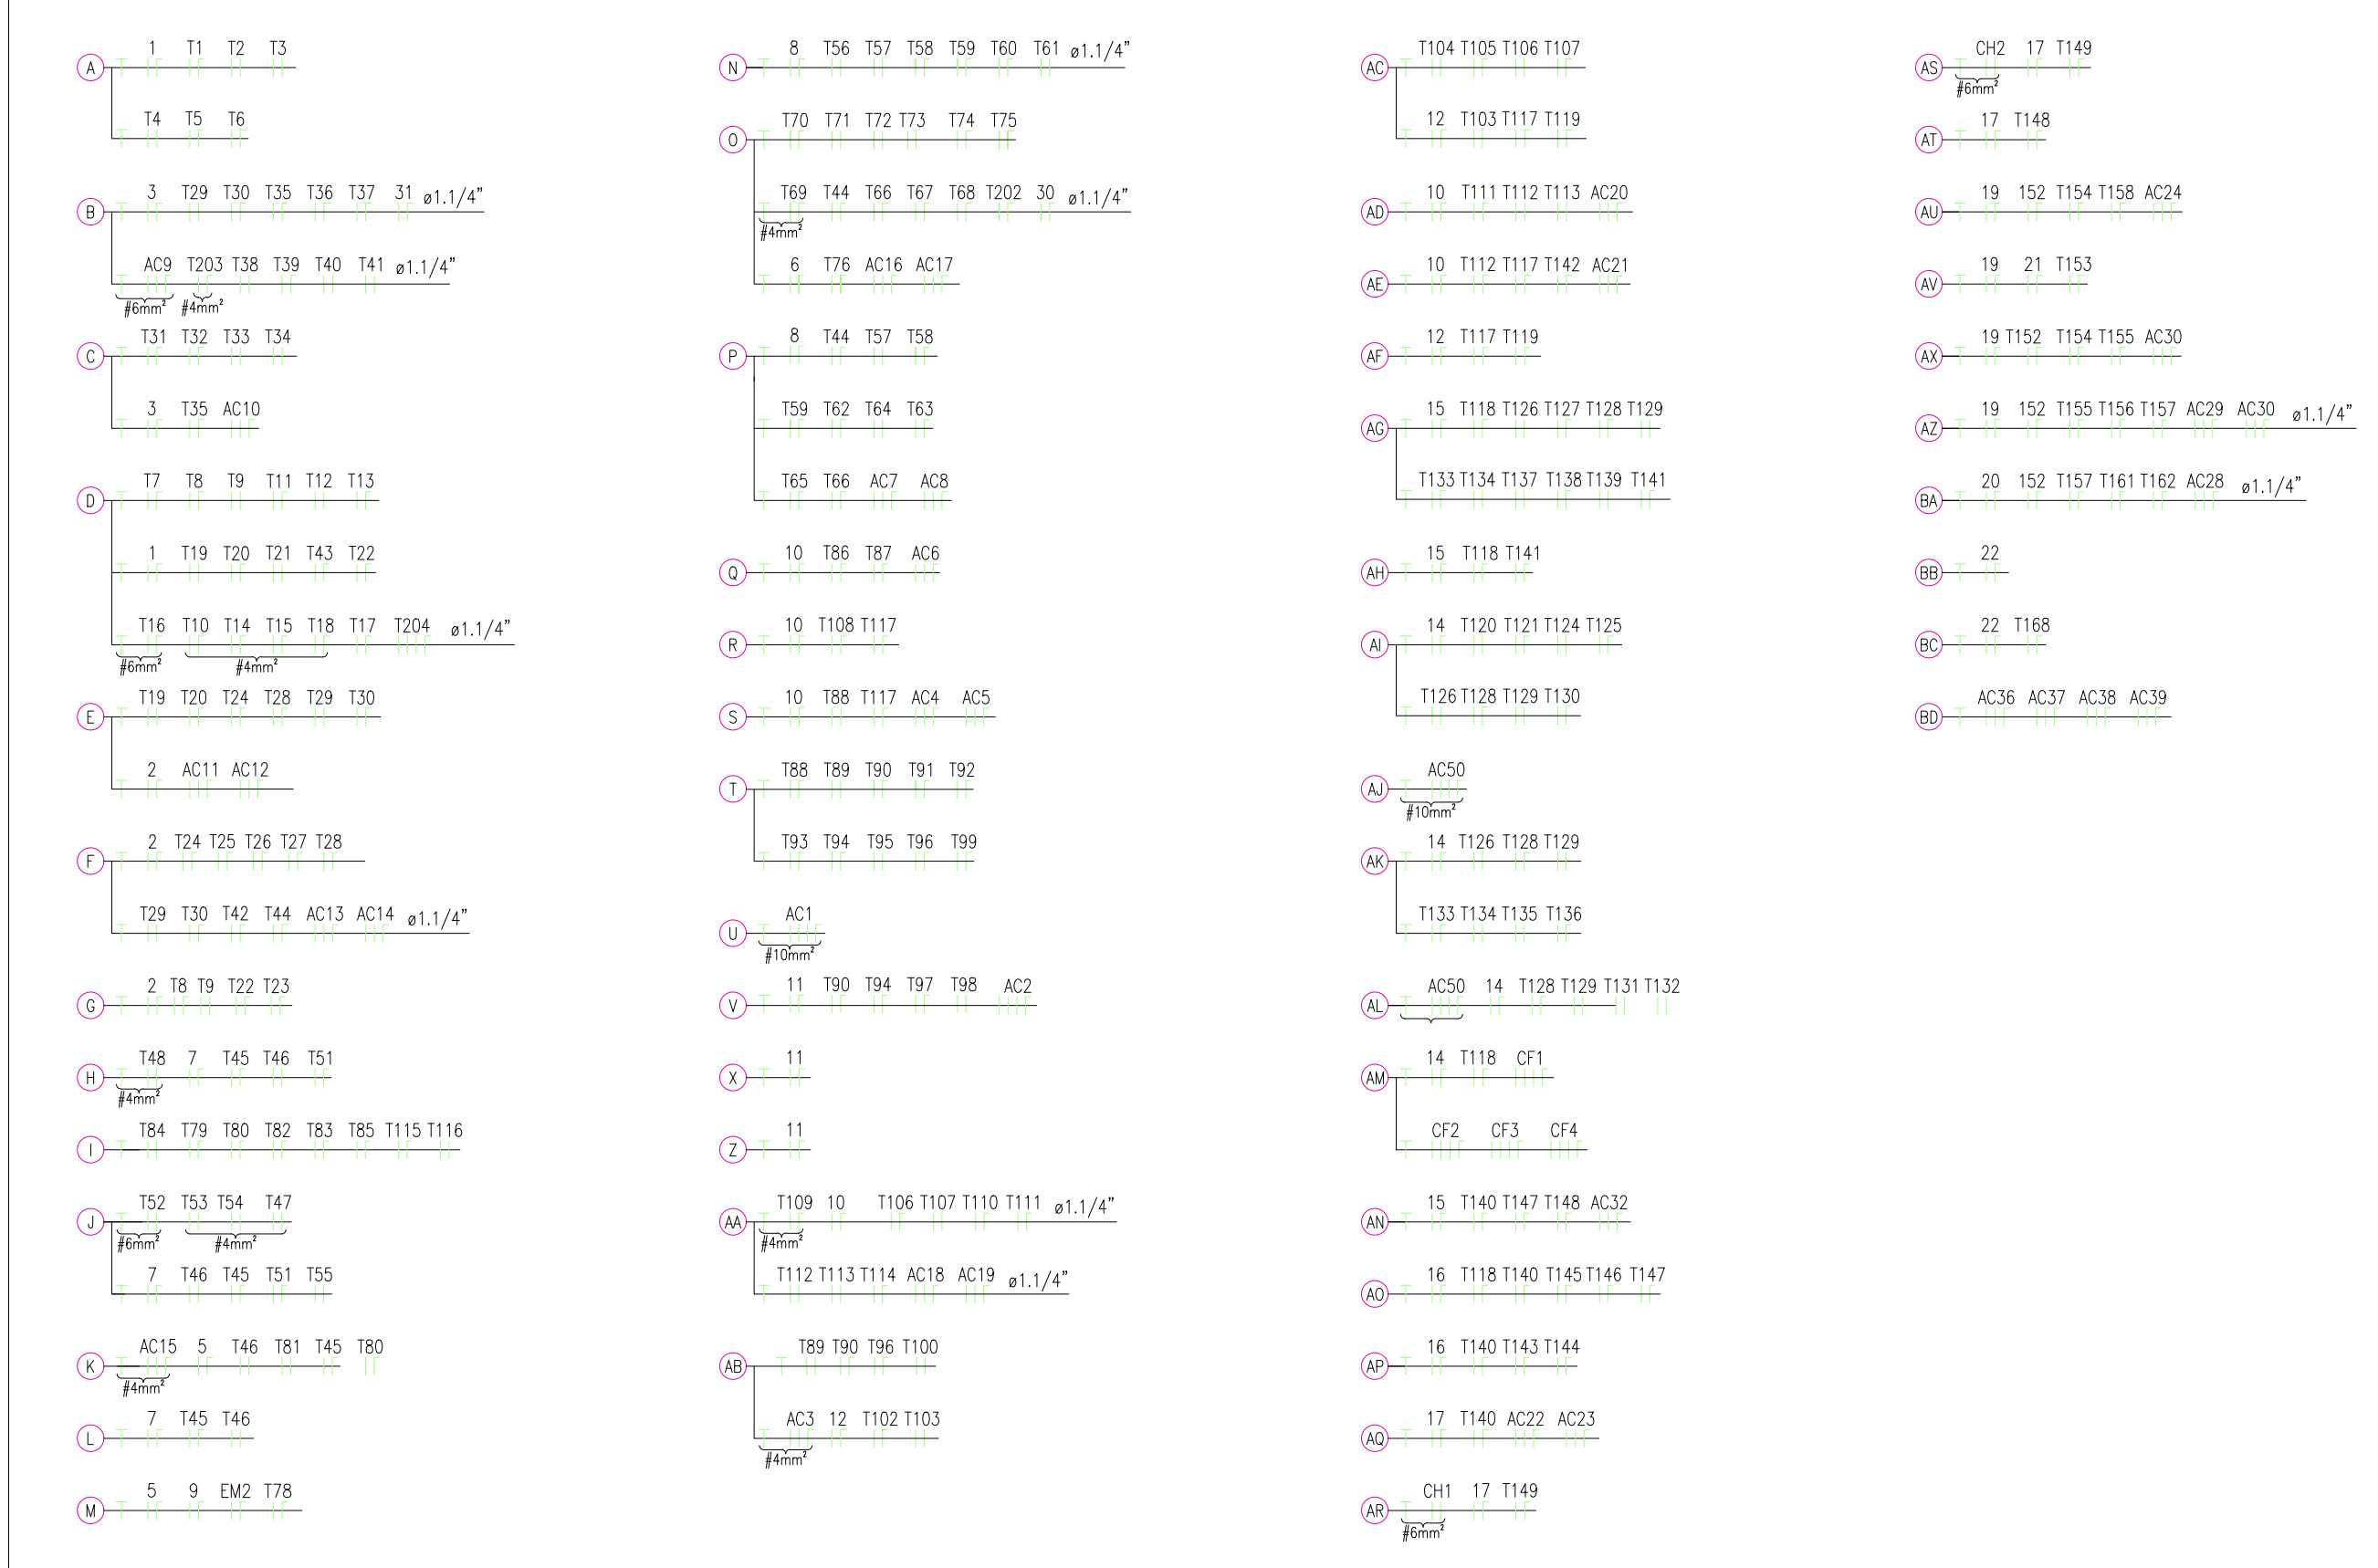 A 1 T1 T2 T3
T4 T5 T6
B 3 T29 T30 T35 T36 T37 31 ø1.1/4"
AC9 T203 T38 T39 T40 T41 ø1.1/4"
#6mm² #4mm²
C T31 T32 T33 T34
3 T35 AC10
D T7 T8 T9 T11 T12 T13
1 T19 T20 T21 T43 T22
T16 T10 T14 T15 T18 T17 T204 ø1.1/4"
#6mm² #4mm²
E T19 T20 T24 T28 T29 T30
2 AC11 AC12
F 2 T24 T25 T26 T27 T28
T29 T30 T42 T44 AC13 AC14 ø1.1/4"
G 2 T8 T9 T22 T23
H T48 7 T45 T46 T51
#4mm²
I T84 T79 T80 T82 T83 T85 T115 T116
J T52 T53 T54 T47
#6mm² #4mm²
7 T46 T45 T51 T55
K AC15 5 T46 T81 T45 T80
#4mm²
L 7 T45 T46
M 5 9 EM2 T78
N 8 T56 T57 T58 T59 T60 T61 ø1.1/4"
O T70 T71 T72 T73 T74 T75
T69 T44 T66 T67 T68 T202 30 ø1.1/4"
#4mm²
6 T76 AC16 AC17
P 8 T44 T57 T58
T59 T62 T64 T63
T65 T66 AC7 AC8
Q 10 T86 T87 AC6
R 10 T108 T117
S 10 T88 T117 AC4 AC5
T T88 T89 T90 T91 T92
T93 T94 T95 T96 T99
U AC1
#10mm²
V 11 T90 T94 T97 T98 AC2
X 11
Z 11
AA T109 10 T106 T107 T110 T111 ø1.1/4"
#4mm²
T112 T113 T114 AC18 AC19 ø1.1/4"
AB T89 T90 T96 T100
AC3 12 T102 T103
#4mm²
AC T104 T105 T106 T107
12 T103 T117 T119
AD 10 T111 T112 T113 AC20
AE 10 T112 T117 T142 AC21
AF 12 T117 T119
AG 15 T118 T126 T127 T128 T129
T133 T134 T137 T138 T139 T141
AH 15 T118 T141
AI 14 T120 T121 T124 T125
T126 T128 T129 T130
AJ AC50
#10mm²
AK 14 T126 T128 T129
T133 T134 T135 T136
AL AC50 14 T128 T129 T131 T132
AM 14 T118 CF1
CF2 CF3 CF4
AN 15 T140 T147 T148 AC32
AO 16 T118 T140 T145 T146 T147
AP 16 T140 T143 T144
AQ 17 T140 AC22 AC23
AR CH1 17 T149
#6mm²
AS CH2 17 T149
#6mm²
AT 17 T148
AU 19 152 T154 T158 AC24
AV 19 21 T153
AX 19 T152 T154 T155 AC30
AZ 19 152 T155 T156 T157 AC29 AC30 ø1.1/4"
BA 20 152 T157 T161 T162 AC28 ø1.1/4"
BB 22
BC 22 T168
BD AC36 AC37 AC38 AC39